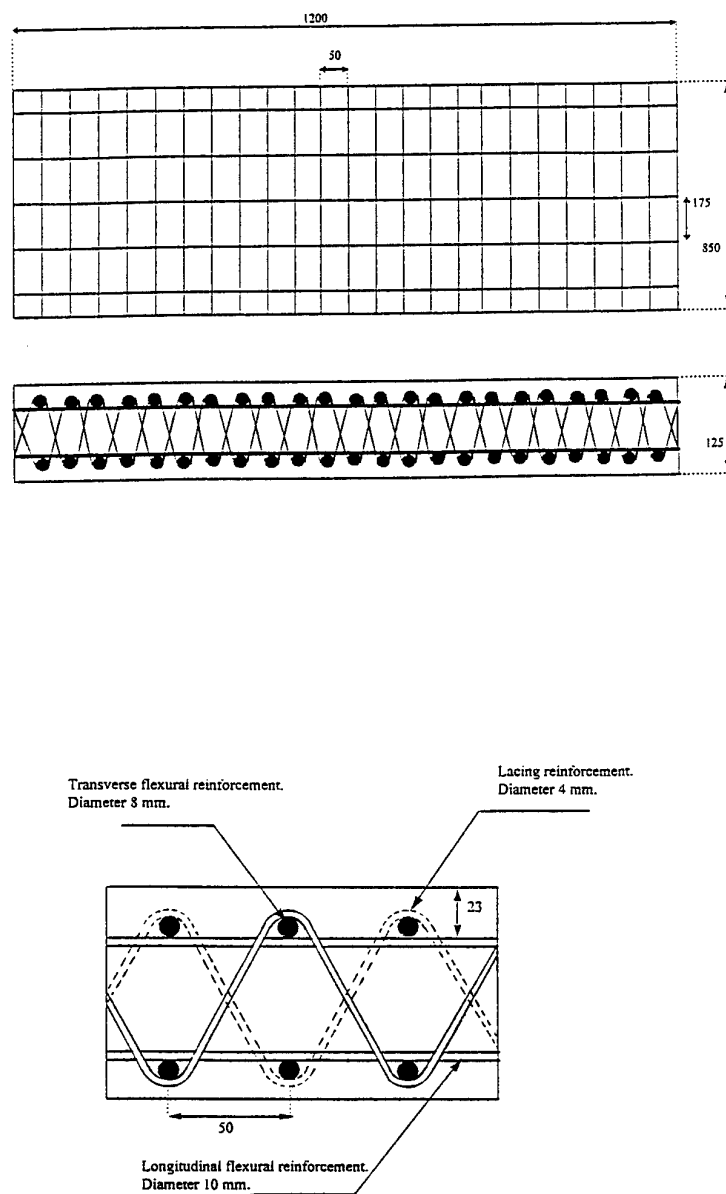 1200
50
175
850
125
Transverse flexural reinforcement.
Diameter 8 mm.
Lacing reinforcement.
Diameter 4 mm.
23
50
Longitudinal flexural reinforcement.
Diameter 10 mm.